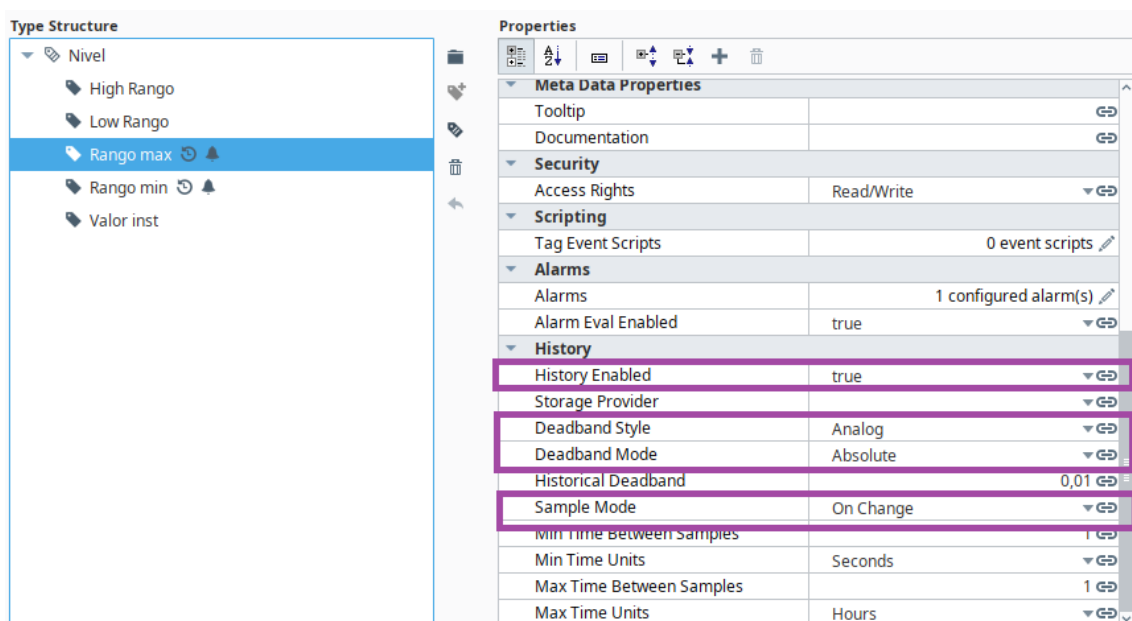 Type Structure
Nivel
High Rango
Low Rango
Rango max
Rango min
Valor inst
Properties
Meta Data Properties
Tooltip
Documentation
Security
Access Rights Read/Write
Scripting
Tag Event Scripts 0 event scripts
Alarms
Alarms 1 configured alarm(s)
Alarm Eval Enabled true
History
History Enabled true
Storage Provider
Deadband Style Analog
Deadband Mode Absolute
Historical Deadband 0,01
Sample Mode On Change
Min Time Between Samples 1
Min Time Units Seconds
Max Time Between Samples 1
Max Time Units Hours